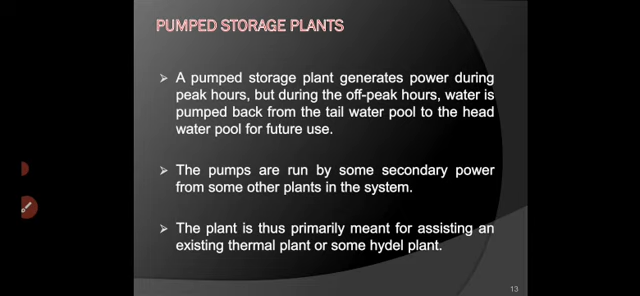 PUMPED STORAGE PLANTS
➢ A pumped storage plant generates power during
peak hours, but during the off-peak hours, water is
pumped back from the tail water pool to the head
water pool for future use.
➢ The pumps are run by some secondary power
from some other plants in the system.
➢ The plant is thus primarily meant for assisting an
existing thermal plant or some hydel plant.
13